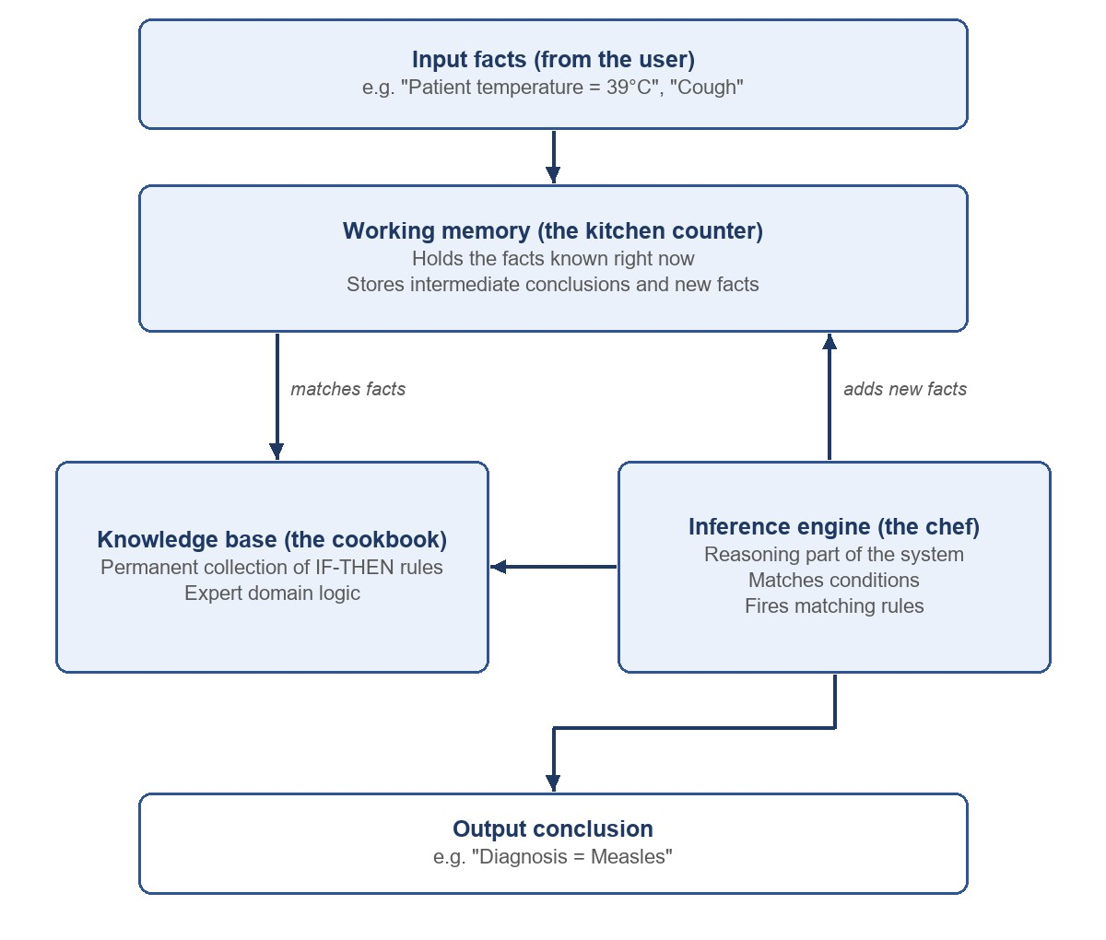 Input facts (from the user)
e.g. "Patient temperature = 39°C", "Cough"
Working memory (the kitchen counter)
Holds the facts known right now
Stores intermediate conclusions and new facts
matches facts
adds new facts
Knowledge base (the cookbook)
Permanent collection of IF-THEN rules
Expert domain logic
Inference engine (the chef)
Reasoning part of the system
Matches conditions
Fires matching rules
Output conclusion
e.g. "Diagnosis = Measles"